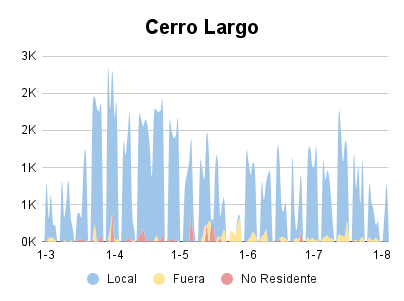 Cerro Largo
3K
2K
2K
1K
1K
0K
1-3 1-4 1-5 1-6 1-7 1-8
Local Fuera No Residente